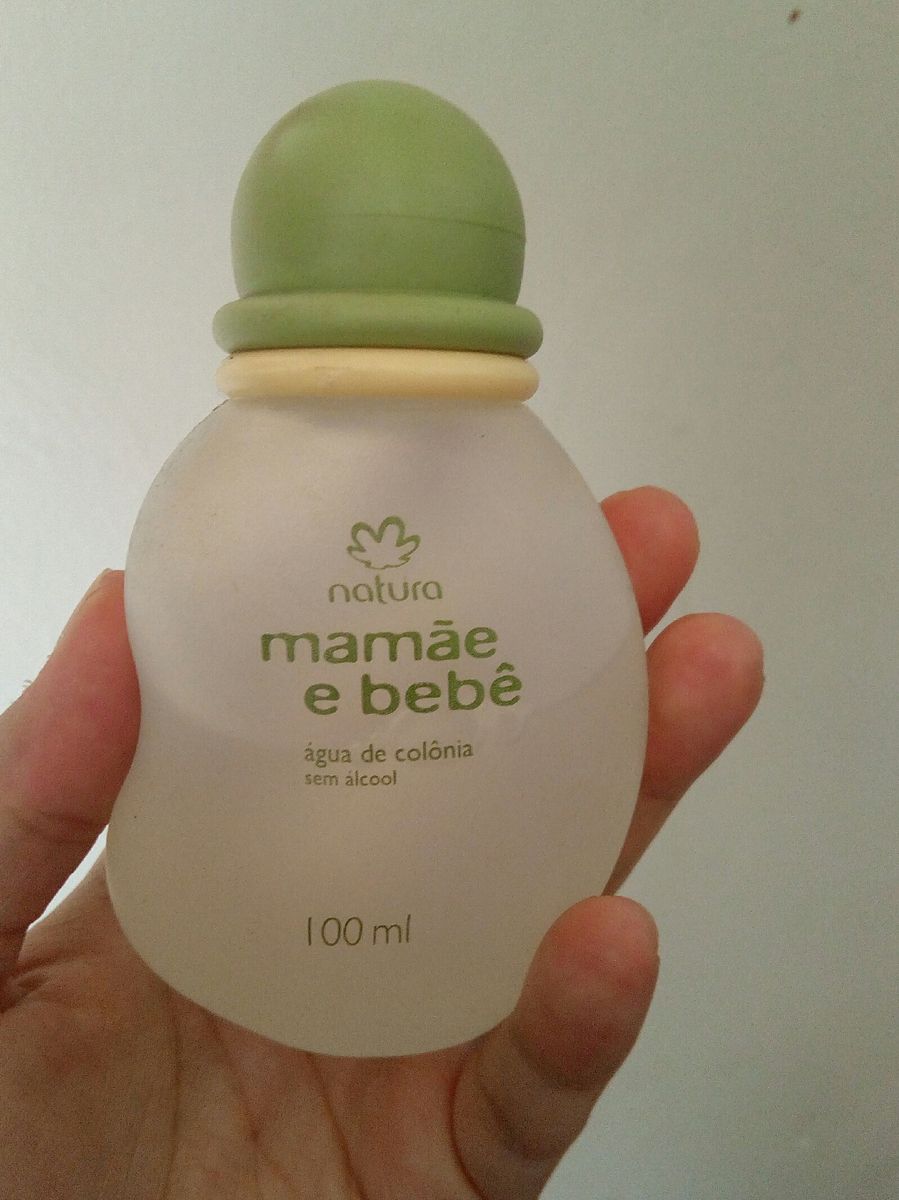 natura
mamãe
e bebê
água de colônia
sem álcool
100 ml